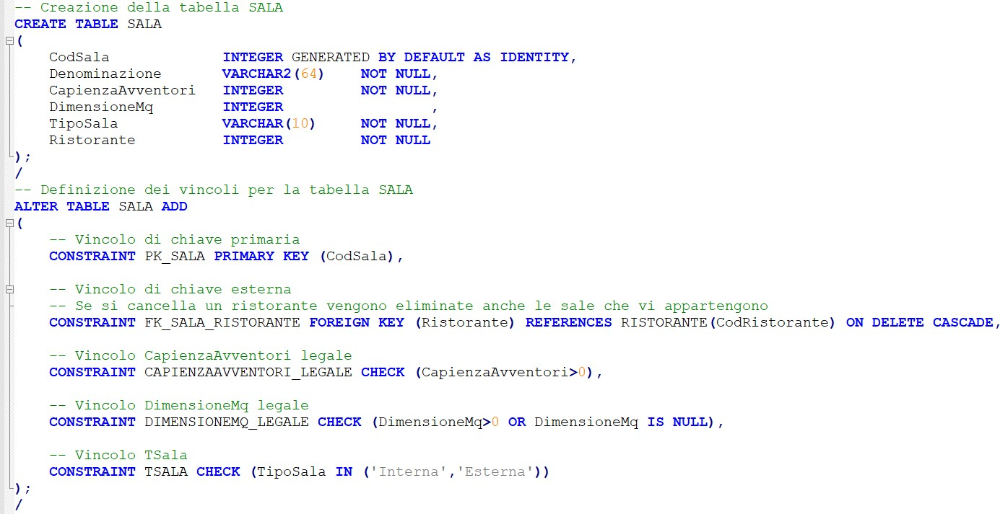 -- Creazione della tabella SALA
CREATE TABLE SALA
(
CodSala INTEGER GENERATED BY DEFAULT AS IDENTITY,
Denominazione VARCHAR2(64) NOT NULL,
CapienzaAvventori INTEGER NOT NULL,
DimensioneMq INTEGER ,
TipoSala VARCHAR(10) NOT NULL,
Ristorante INTEGER NOT NULL
);
/
-- Definizione dei vincoli per la tabella SALA
ALTER TABLE SALA ADD
(
-- Vincolo di chiave primaria
CONSTRAINT PK_SALA PRIMARY KEY (CodSala),
-- Vincolo di chiave esterna
-- Se si cancella un ristorante vengono eliminate anche le sale che vi appartengono
CONSTRAINT FK_SALA_RISTORANTE FOREIGN KEY (Ristorante) REFERENCES RISTORANTE(CodRistorante) ON DELETE CASCADE,
-- Vincolo CapienzaAvventori legale
CONSTRAINT CAPIENZAAVVENTORI_LEGALE CHECK (CapienzaAvventori>0),
-- Vincolo DimensioneMq legale
CONSTRAINT DIMENSIONEMQ_LEGALE CHECK (DimensioneMq>0 OR DimensioneMq IS NULL),
-- Vincolo TSala
CONSTRAINT TSALA CHECK (TipoSala IN ('Interna','Esterna'))
);
/